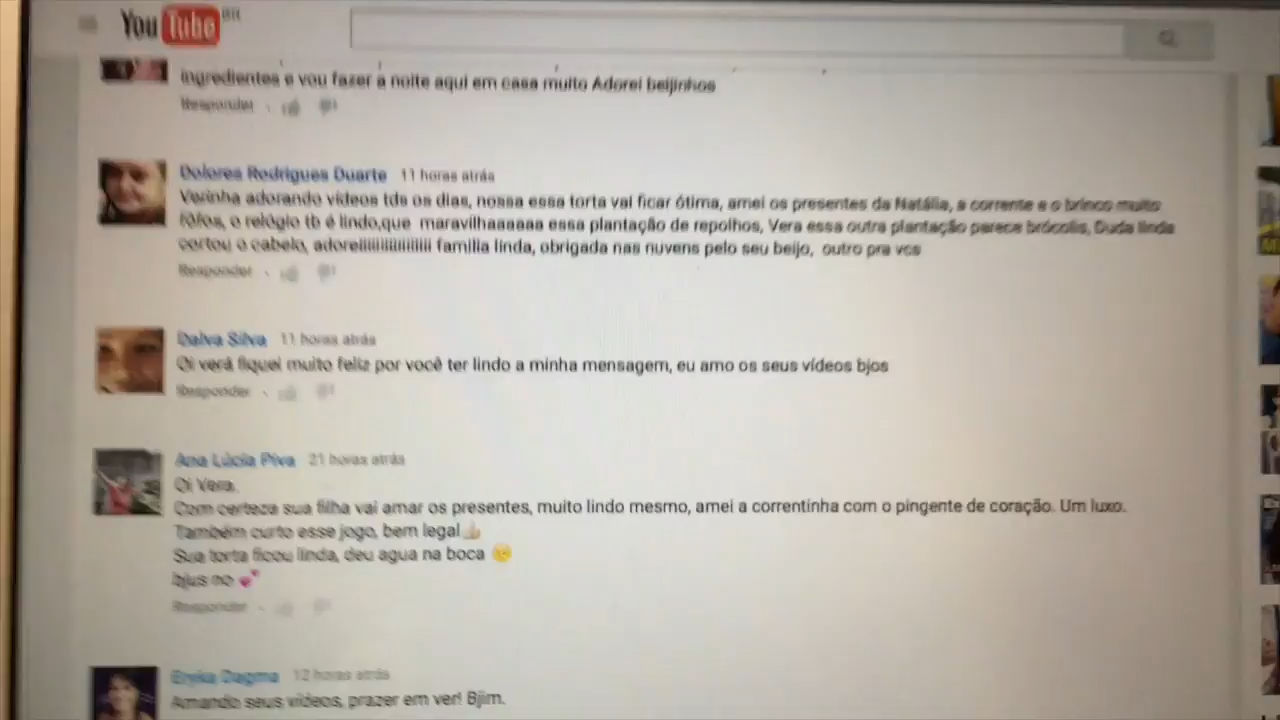 YouTube BR
ingredientes e vou fazer a noite aqui em casa muito Adorei beijinhos
Responder
Dolores Rodrigues Duarte 11 horas atrás
Verinha adorando vídeos tds os dias, nossa essa torta vai ficar ótima, amei os presentes da Natália, a corrente e o brinco muito
fofos, o relógio tb é lindo,que maravilhaaaaaa essa plantação de repolhos, Vera essa outra plantação parece brócolis, Duda linda
cortou o cabelo, adoreiiiiiiiiiiiiiiii familia linda, obrigada nas nuvens pelo seu beijo, outro pra vcs
Responder
Dalva Silva 11 horas atrás
Oi verá fiquei muito feliz por você ter lindo a minha mensagem, eu amo os seus vídeos bjos
Responder
Ana Lúcia Piva 21 horas atrás
Oi Vera.
Com certeza sua filha vai amar os presentes, muito lindo mesmo, amei a correntinha com o pingente de coração. Um luxo.
Também curto esse jogo, bem legal👍
Sua torta ficou linda, deu agua na boca 😋
bjus no 💕
Responder
Eryka Dagma 12 horas atrás
Amando seus vídeos, prazer em ver! Bjim.